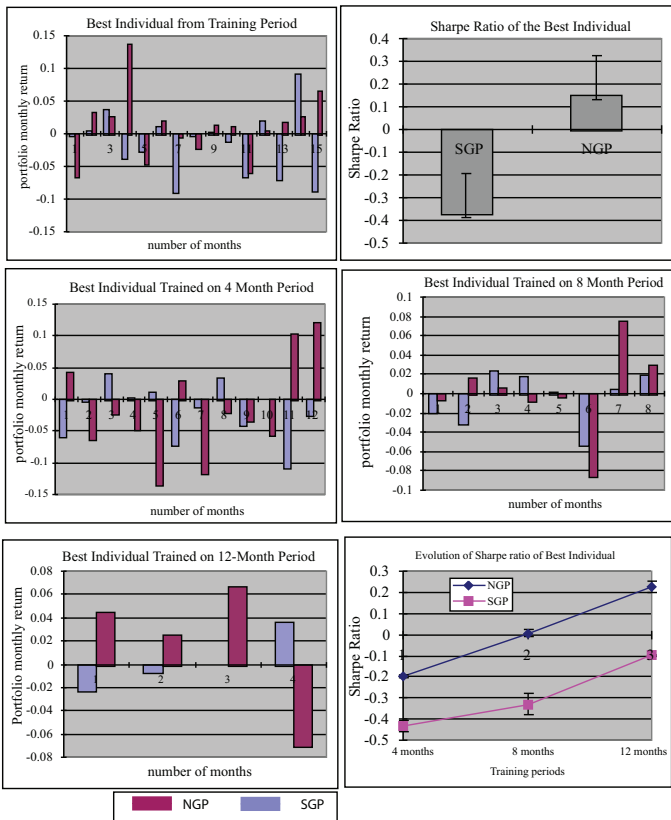 Best Individual from Training Period
portfolio monthly return
0.15
0.1
0.05
0
-0.05
-0.1
-0.15
1 3 5 7 9 11 13 15
number of months
Sharpe Ratio of the Best Individual
Sharpe Ratio
0.4
0.3
0.2
0.1
0
-0.1
-0.2
-0.3
-0.4
-0.5
SGP NGP
Best Individual Trained on 4 Month Period
portfolio monthly return
0.15
0.1
0.05
0
-0.05
-0.1
-0.15
1 2 3 4 5 6 7 8 9 10 11 12
number of months
Best Individual Trained on 8 Month Period
portfolio monthly return
0.1
0.08
0.06
0.04
0.02
0
-0.02
-0.04
-0.06
-0.08
-0.1
1 2 3 4 5 6 7 8
number of months
Best Individual Trained on 12-Month Period
Portfolio monthly return
0.08
0.06
0.04
0.02
0
-0.02
-0.04
-0.06
-0.08
1 2 3 4
number of months
Evolution of Sharpe ratio of Best Individual
Sharpe Ratio
0.3
0.2
0.1
0
-0.1
-0.2
-0.3
-0.4
-0.5
NGP
SGP
1 2 3
4 months 8 months 12 months
Training periods
NGP SGP